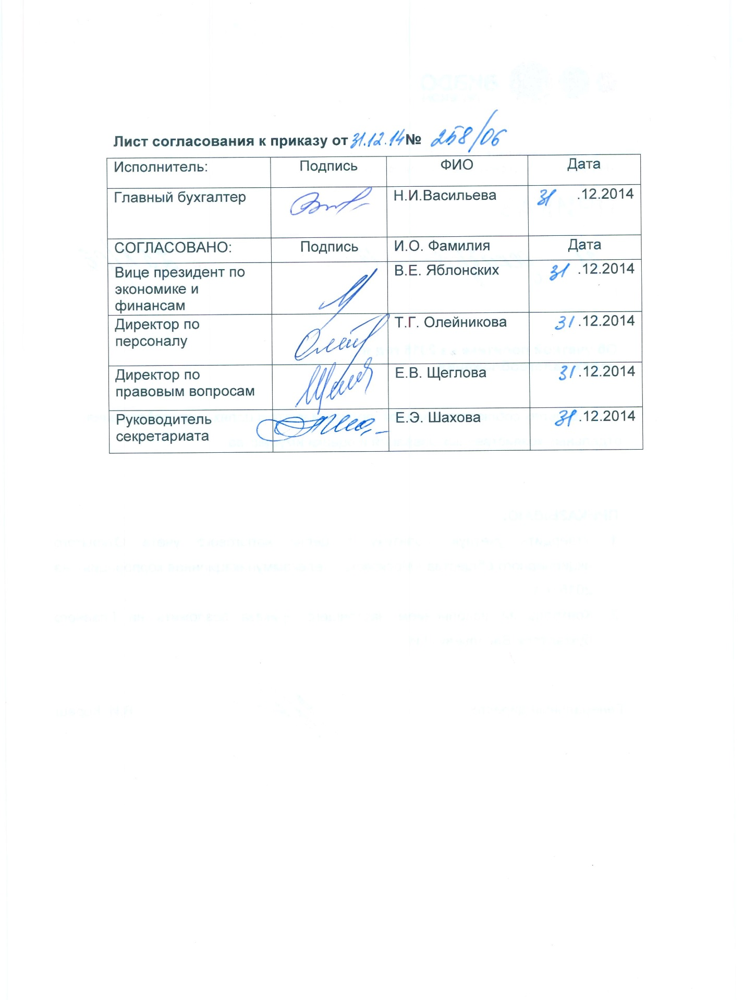 Лист согласования к приказу от 31.12.14 № 258/06
Исполнитель: Подпись ФИО Дата
Главный бухгалтер Н.И.Васильева 31 .12.2014
СОГЛАСОВАНО: Подпись И.О. Фамилия Дата
Вице президент по В.Е. Яблонских 31 .12.2014
экономике и
финансам
Директор по Т.Г. Олейникова 31 .12.2014
персоналу
Директор по Е.В. Щеглова 31 .12.2014
правовым вопросам
Руководитель Е.Э. Шахова 31 .12.2014
секретариата